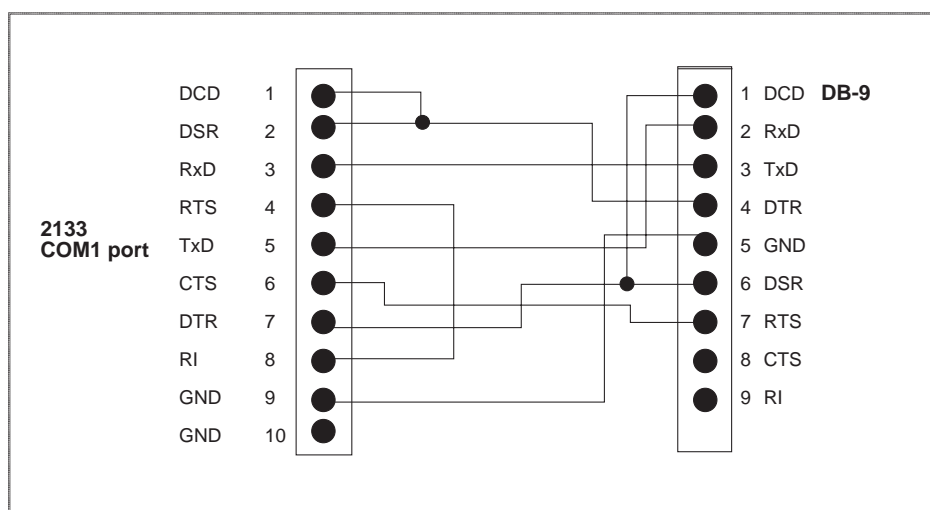 DCD 1
DSR 2
RxD 3
RTS 4
TxD 5
CTS 6
DTR 7
RI 8
GND 9
GND 10
2133
COM1 port
1 DCD DB-9
2 RxD
3 TxD
4 DTR
5 GND
6 DSR
7 RTS
8 CTS
9 RI